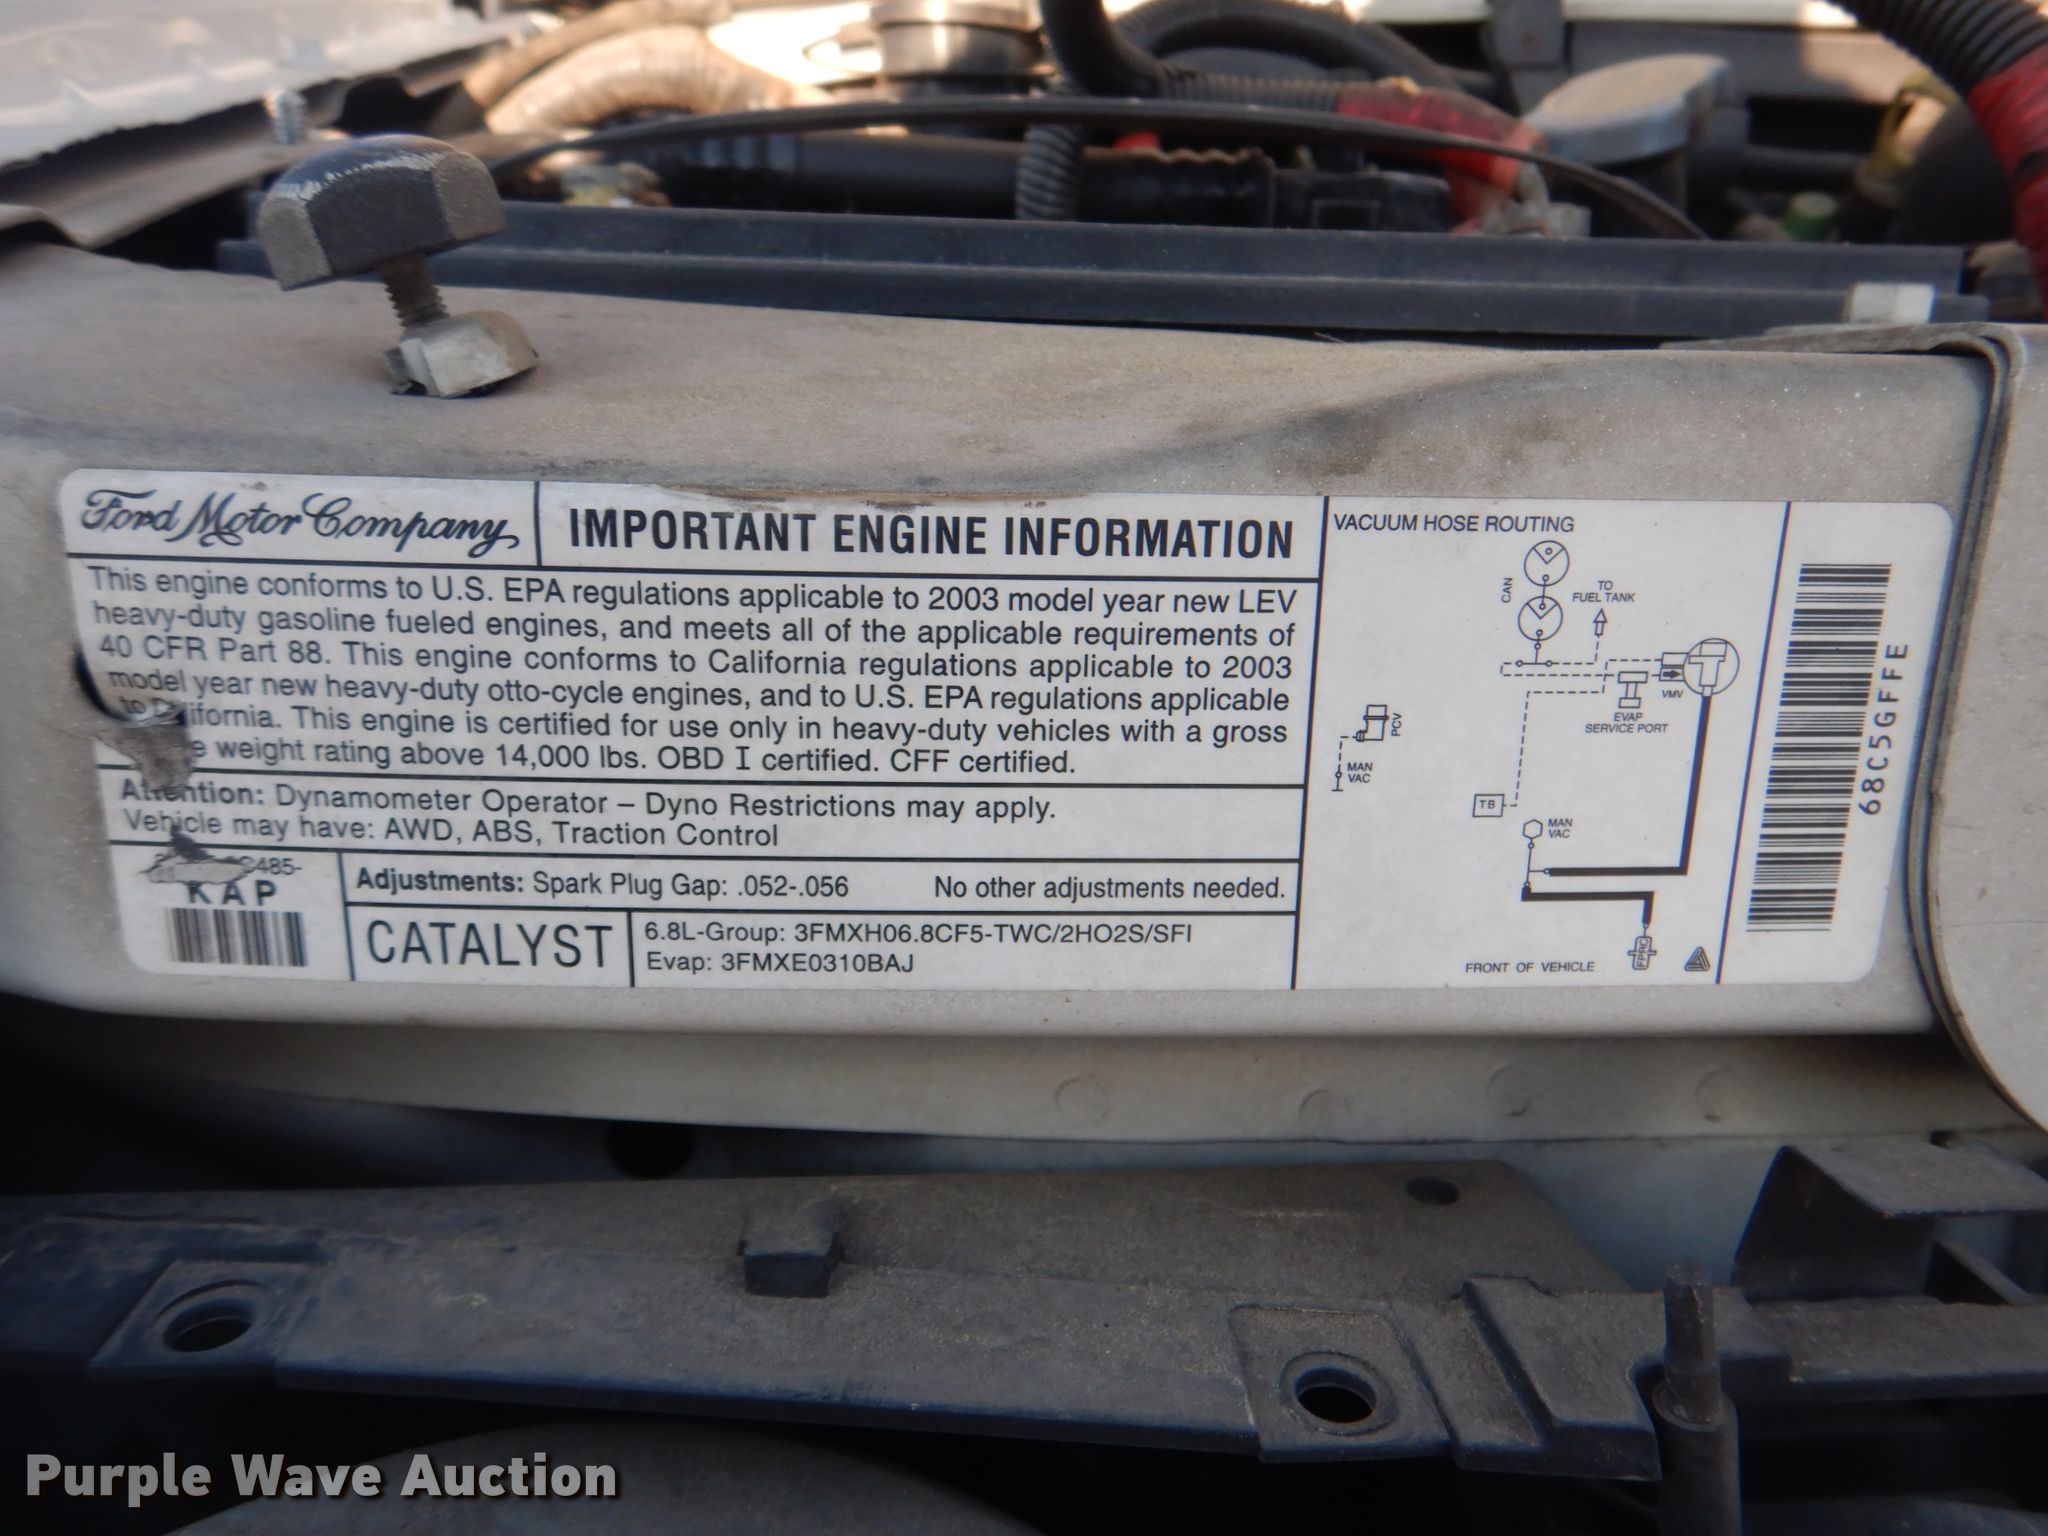 Ford Motor Company
IMPORTANT ENGINE INFORMATION
This engine conforms to U.S. EPA regulations applicable to 2003 model year new LEV
heavy-duty gasoline fueled engines, and meets all of the applicable requirements of
40 CFR Part 88. This engine conforms to California regulations applicable to 2003
model year new heavy-duty otto-cycle engines, and to U.S. EPA regulations applicable
to ifornia. This engine is certified for use only in heavy-duty vehicles with a gross
weight rating above 14,000 lbs. OBD I certified. CFF certified.
Attention: Dynamometer Operator – Dyno Restrictions may apply.
Vehicle may have: AWD, ABS, Traction Control
C485-
KAP
Adjustments: Spark Plug Gap: .052-.056 No other adjustments needed.
CATALYST
6.8L-Group: 3FMXH06.8CF5-TWC/2HO2S/SFI
Evap: 3FMXE0310BAJ
VACUUM HOSE ROUTING
CAN
TO
FUEL TANK
VMV
EVAP
SERVICE PORT
PCV
MAN
VAC
TB
MAN
VAC
FPRC
FRONT OF VEHICLE
68C5GFFE
Purple Wave Auction